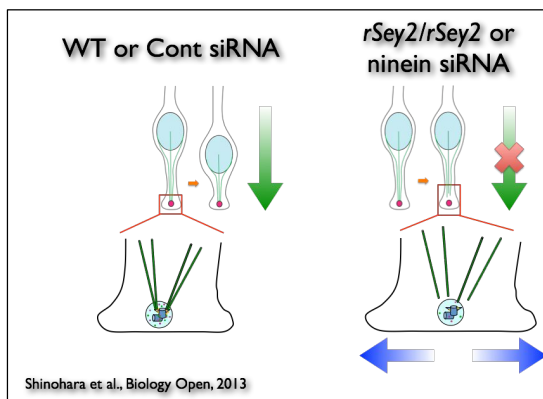 WT or Cont siRNA
rSey2/rSey2 or
ninein siRNA
Shinohara et al., Biology Open, 2013